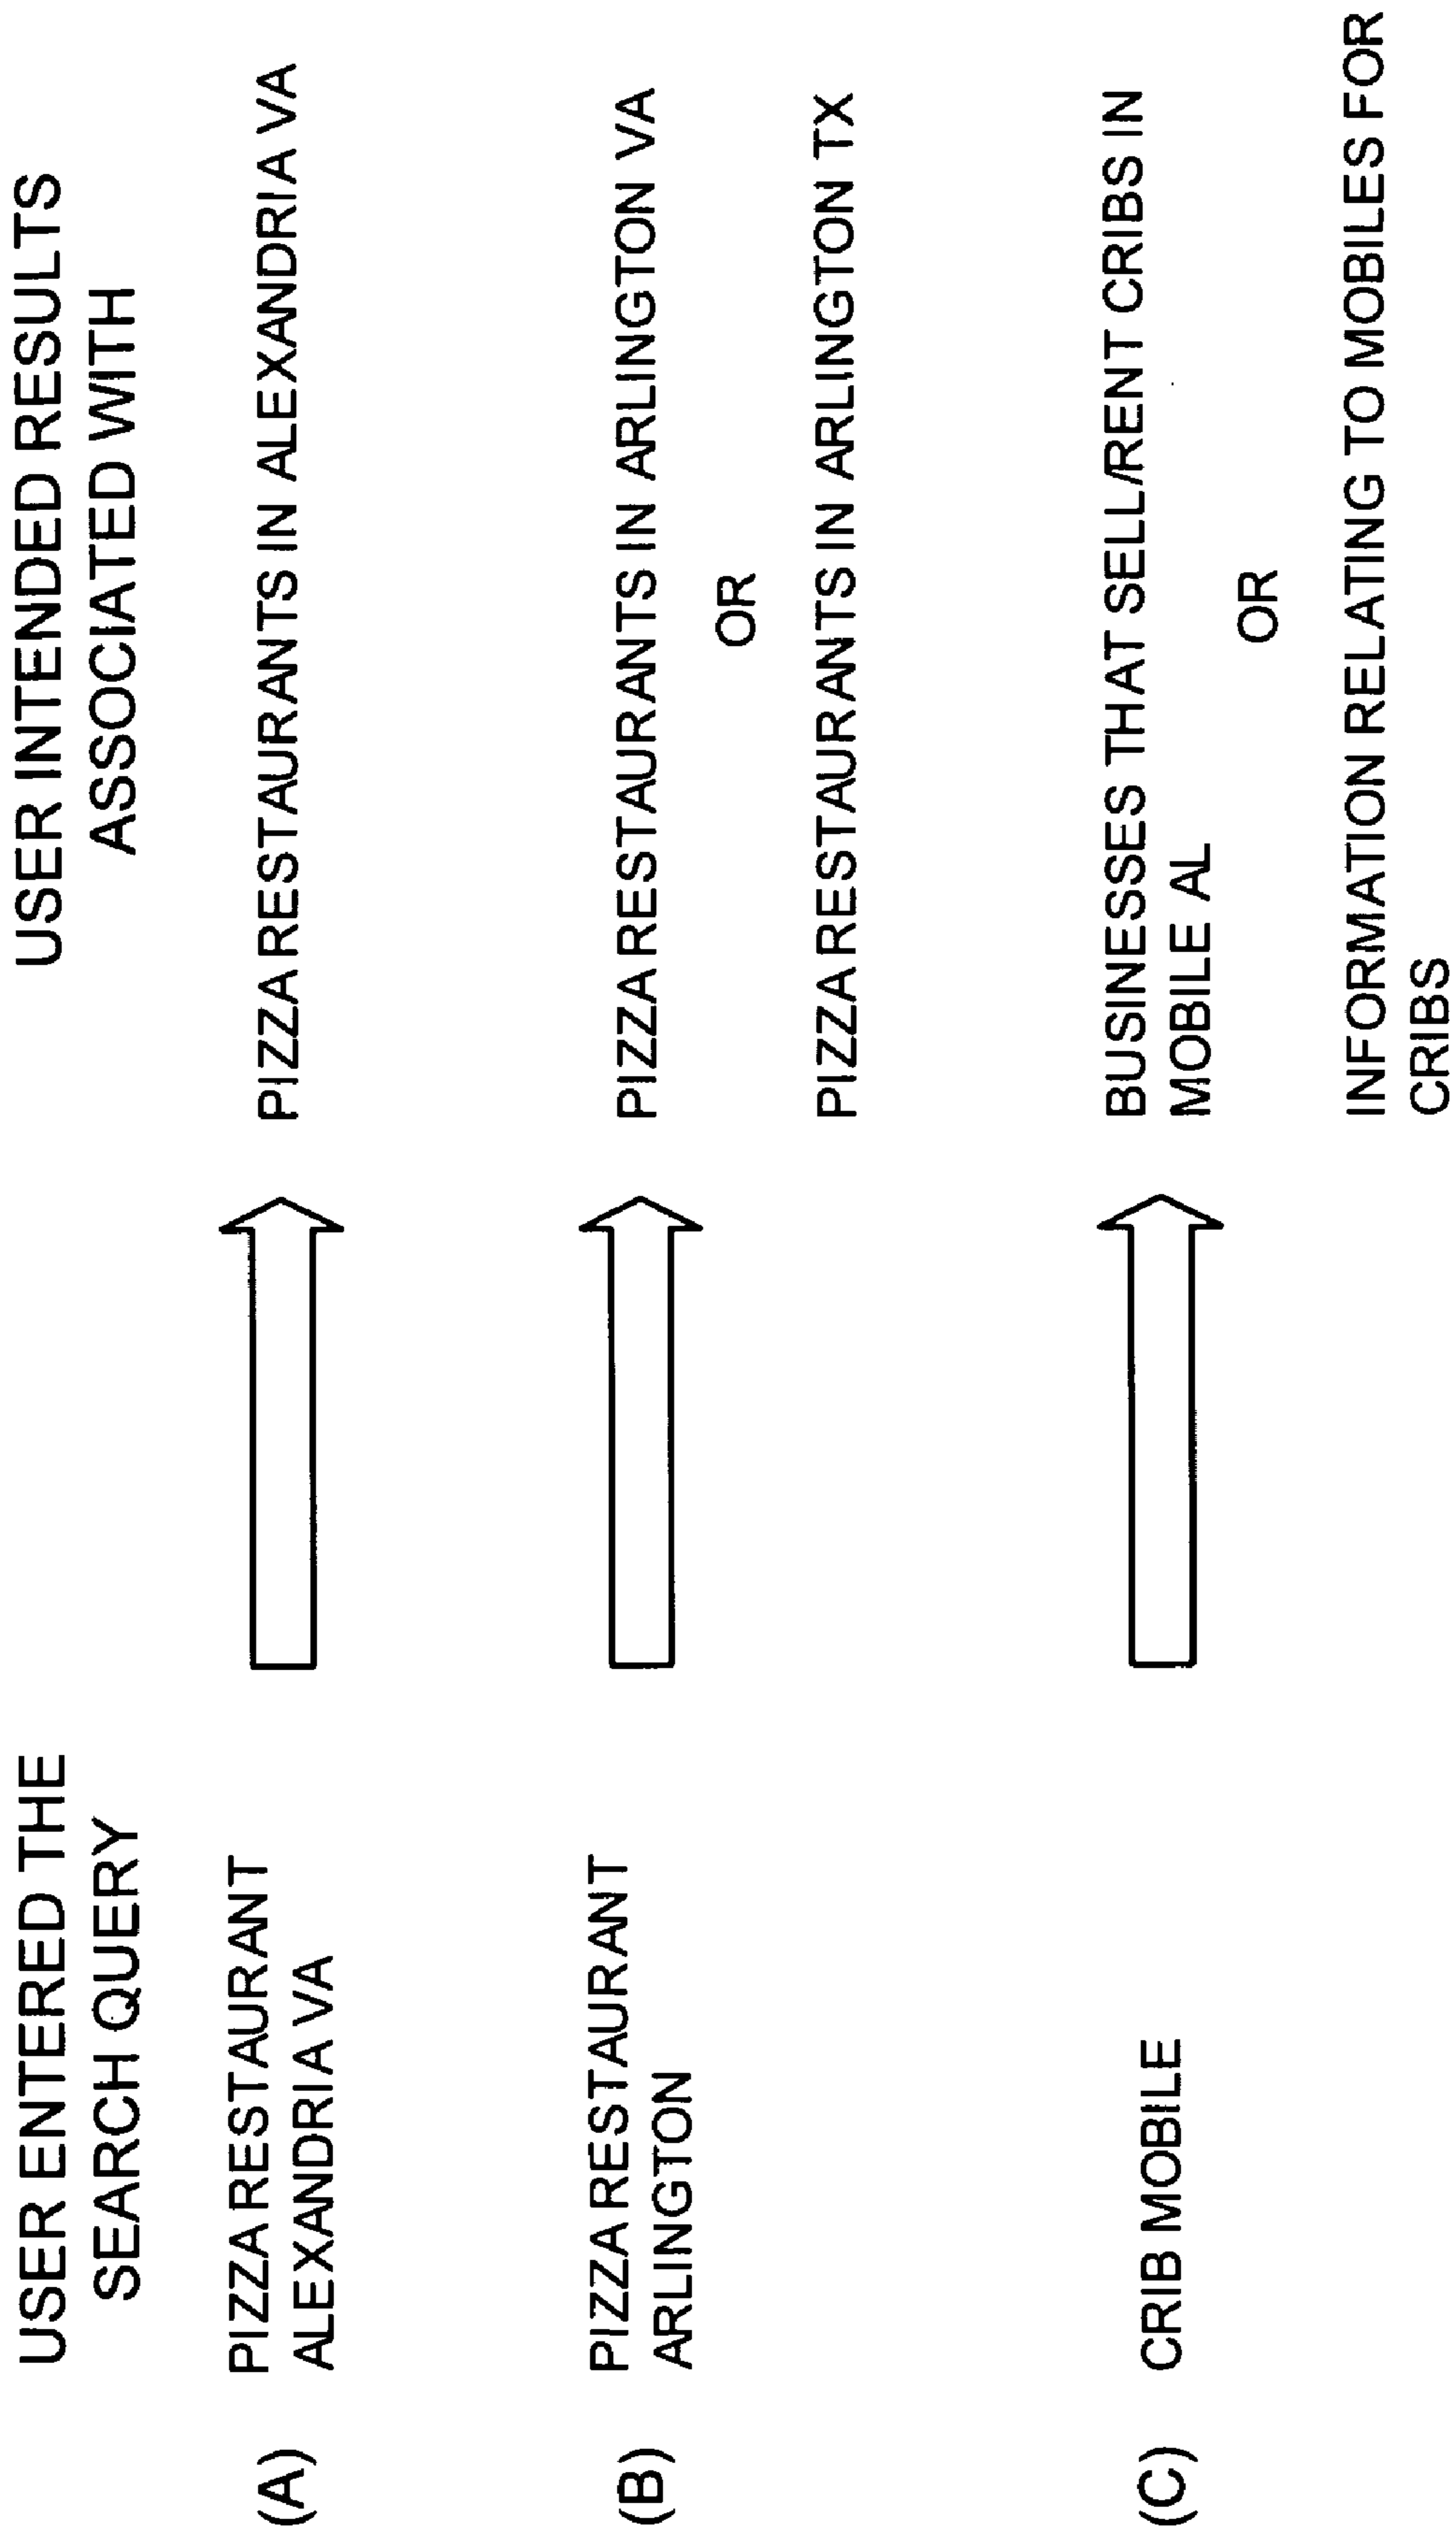 USER ENTERED THE
SEARCH QUERY
USER INTENDED RESULTS
ASSOCIATED WITH
(A)
PIZZA RESTAURANT
ALEXANDRIA VA
PIZZA RESTAURANTS IN ALEXANDRIA VA
(B)
PIZZA RESTAURANT
ARLINGTON
PIZZA RESTAURANTS IN ARLINGTON VA
OR
PIZZA RESTAURANTS IN ARLINGTON TX
(C)
CRIB MOBILE
BUSINESSES THAT SELL/RENT CRIBS IN
MOBILE AL
OR
INFORMATION RELATING TO MOBILES FOR
CRIBS